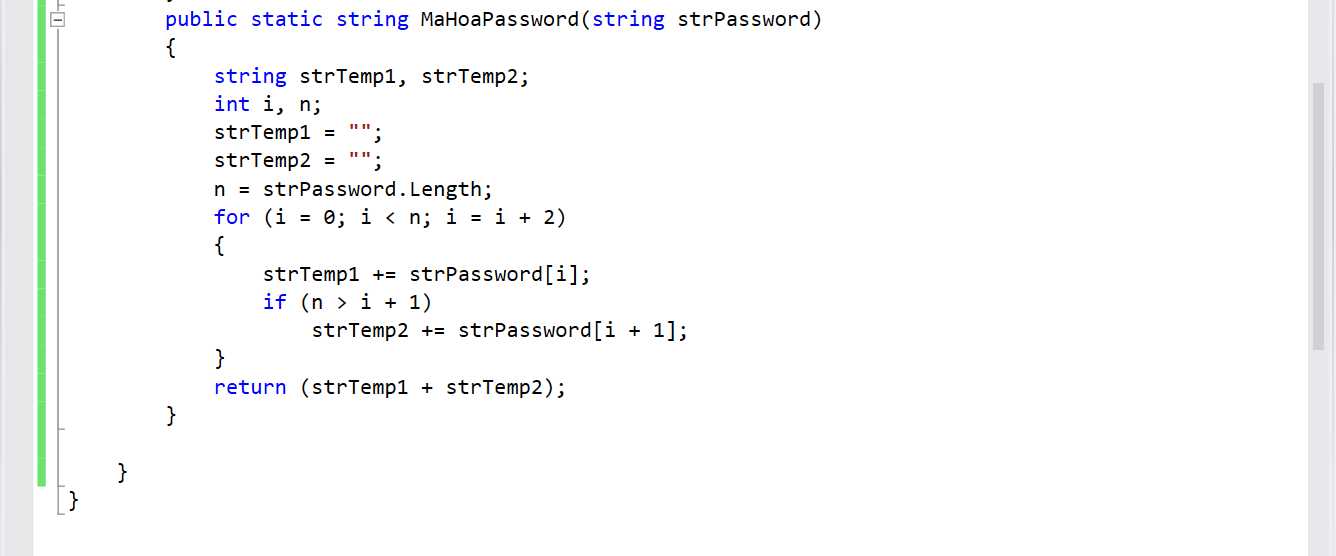 public static string MaHoaPassword(string strPassword)
{
string strTemp1, strTemp2;
int i, n;
strTemp1 = "";
strTemp2 = "";
n = strPassword.Length;
for (i = 0; i < n; i = i + 2)
{
strTemp1 += strPassword[i];
if (n > i + 1)
strTemp2 += strPassword[i + 1];
}
return (strTemp1 + strTemp2);
}
}
}